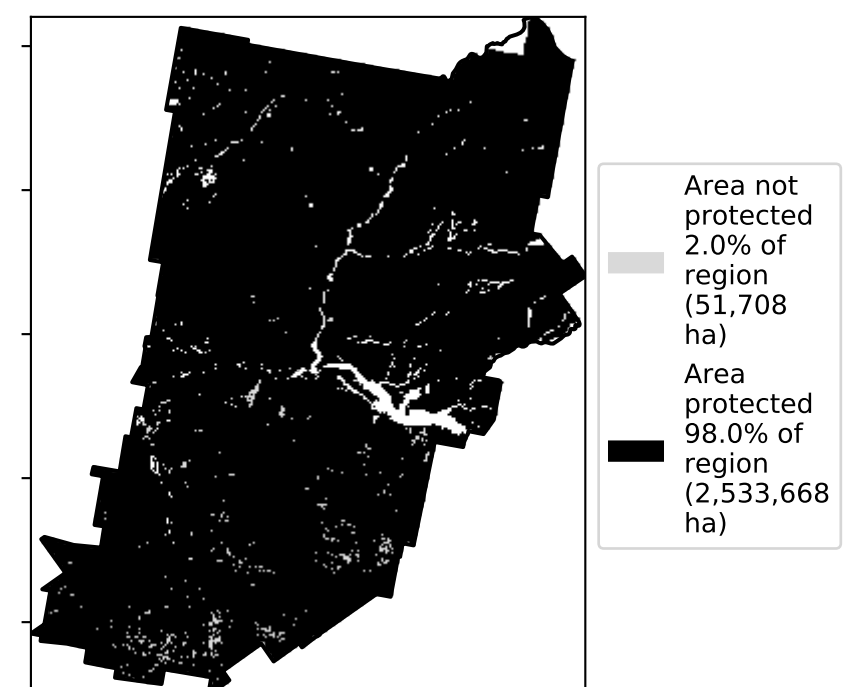 Area not
protected
2.0% of
region
(51,708
ha)
Area
protected
98.0% of
region
(2,533,668
ha)